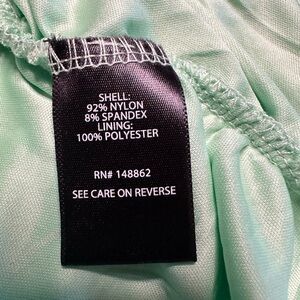 SHELL:
92% NYLON
8% SPANDEX
LINING:
100% POLYESTER
RN# 148862
SEE CARE ON REVERSE